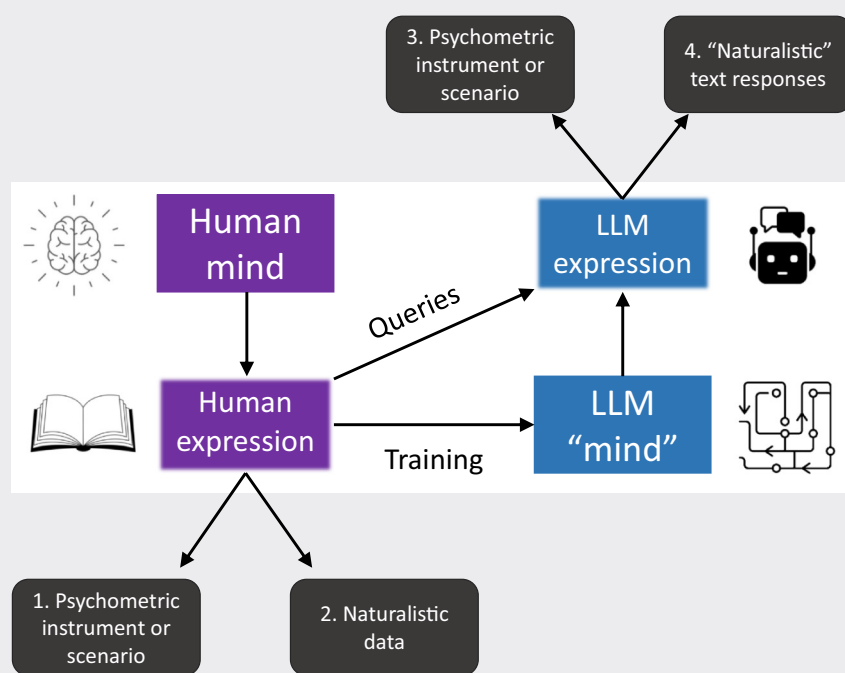 3. Psychometric
instrument or
scenario
4. “Naturalistic”
text responses
Human
mind
LLM
expression
Queries
Human
expression
Training
LLM
“mind”
1. Psychometric
instrument or
scenario
2. Naturalistic
data